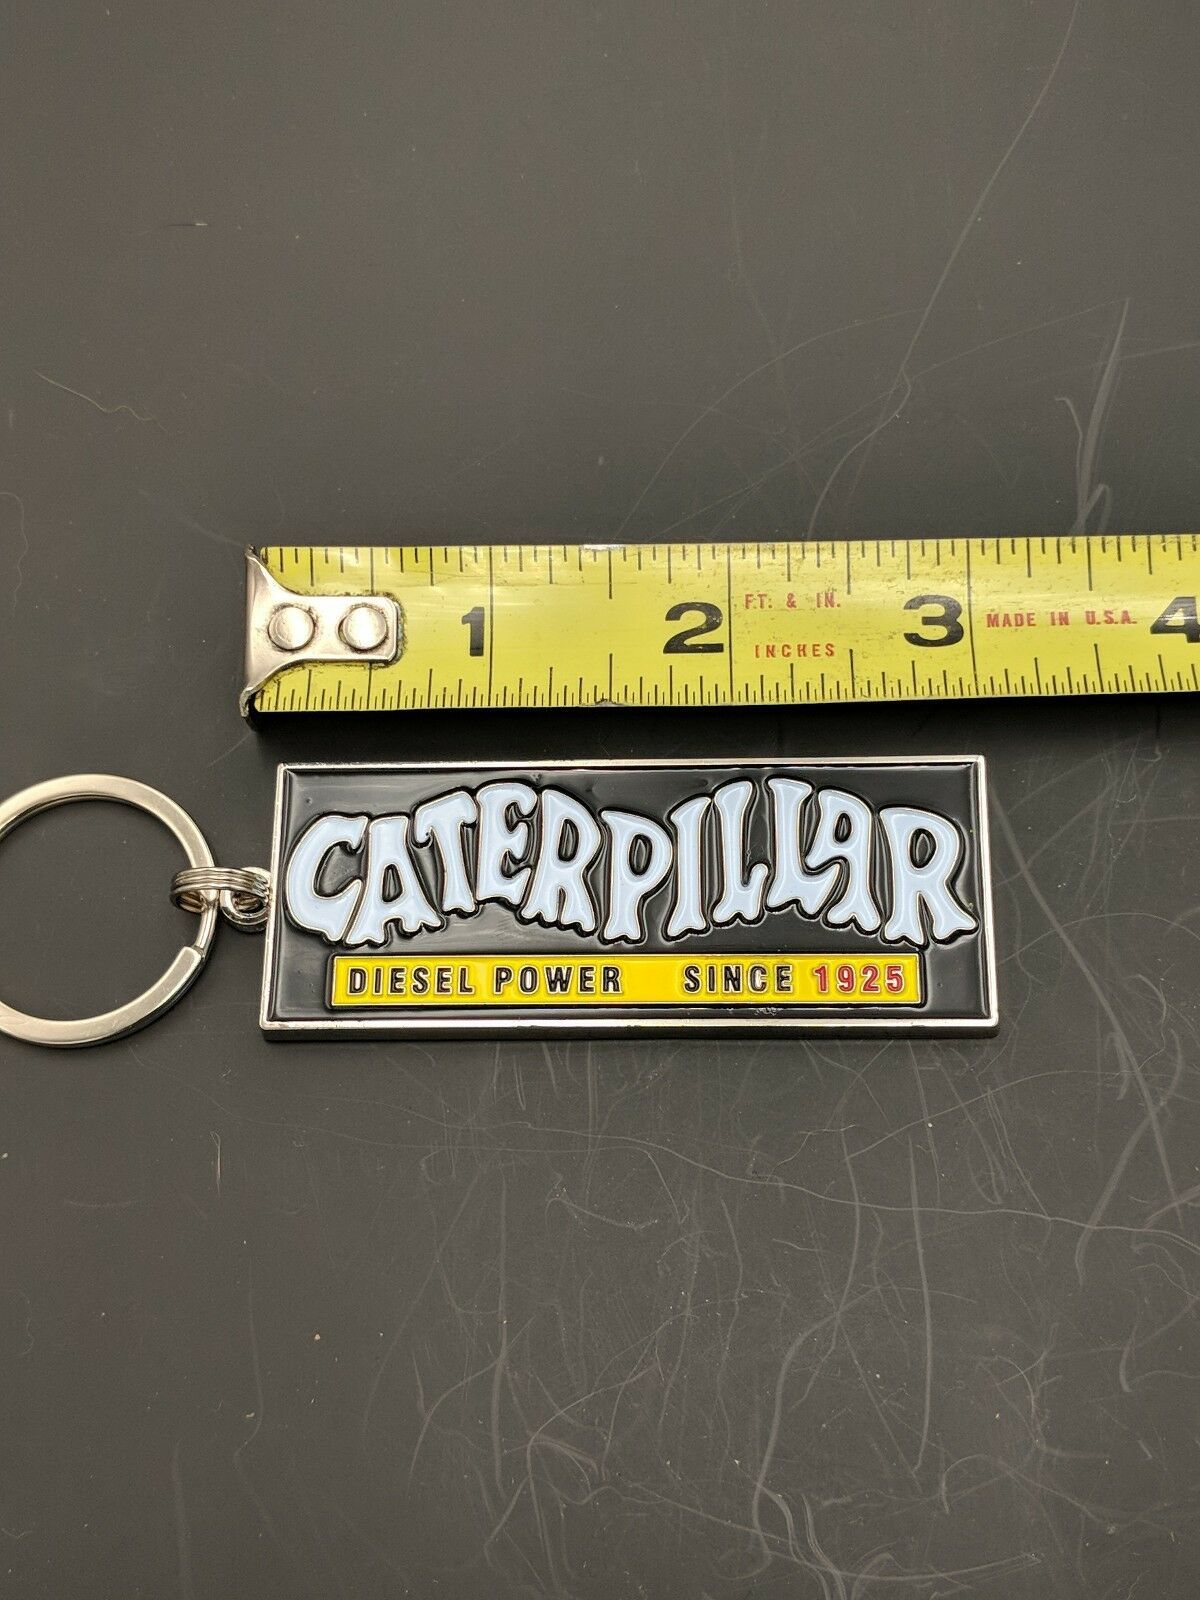 1 2 FT. & IN. 3 MADE IN U.S.A. 4
INCHES
CATERPILLAR
DIESEL POWER SINCE 1925